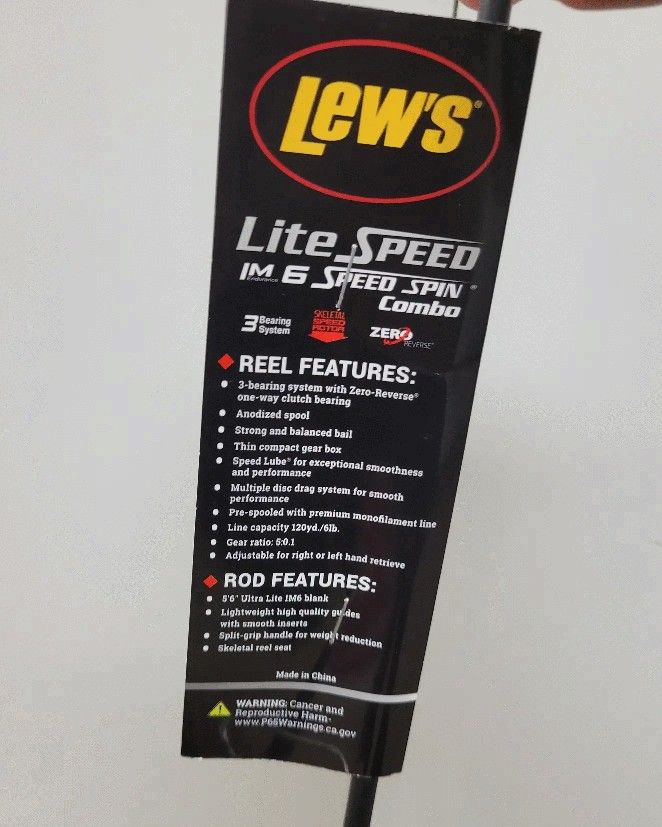 Lew's®
Lite SPEED
IM6 SPEED SPIN®
Endurance
Combo
3 Bearing System
SKELETAL SPEED ROTOR
ZERO REVERSE®
REEL FEATURES:
• 3-bearing system with Zero-Reverse®
one-way clutch bearing
• Anodized spool
• Strong and balanced bail
• Thin compact gear box
• Speed Lube® for exceptional smoothness
and performance
• Multiple disc drag system for smooth
performance
• Pre-spooled with premium monofilament line
• Line capacity 120yd./6lb.
• Gear ratio: 5:0.1
• Adjustable for right or left hand retrieve
ROD FEATURES:
• 5'6" Ultra Lite IM6 blank
• Lightweight high quality guides
with smooth inserts
• Split-grip handle for weight reduction
• Skeletal reel seat
Made in China
WARNING: Cancer and
Reproductive Harm-
www.P65Warnings.ca.gov